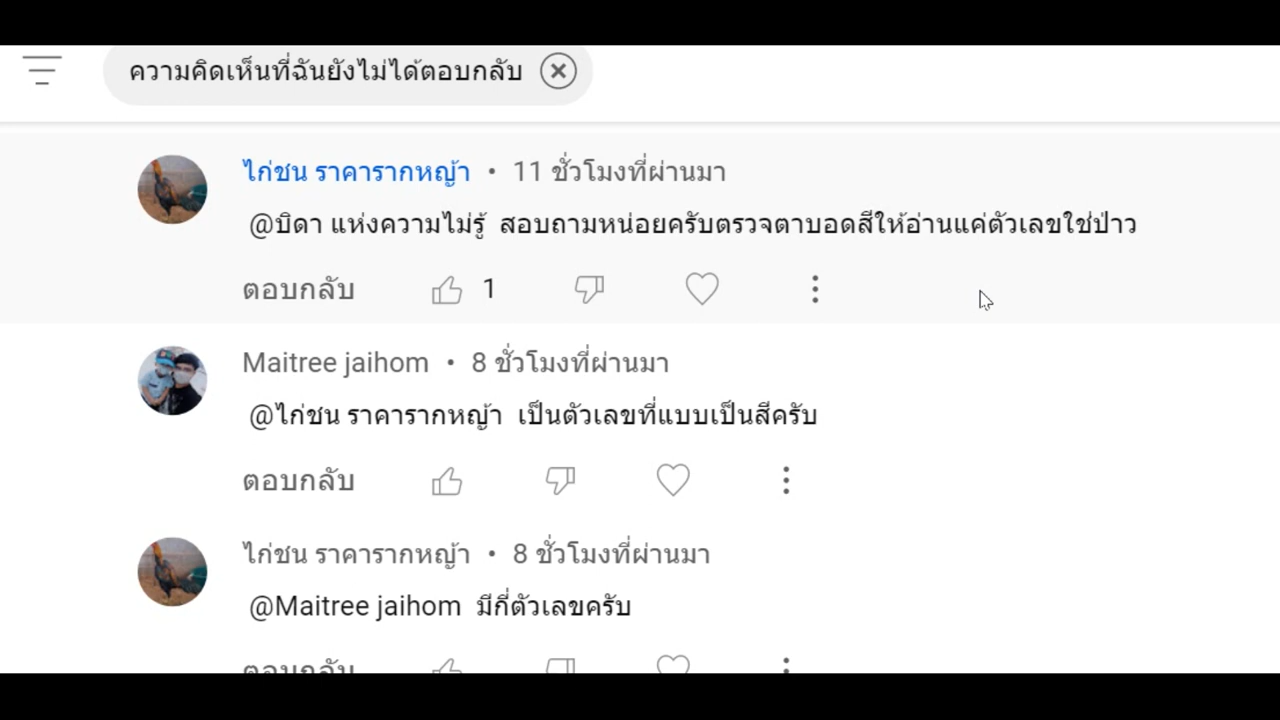 ความคิดเห็นที่ฉันยังไม่ได้ตอบกลับ
ไก่ชน ราคารากหญ้า • 11 ชั่วโมงที่ผ่านมา
@บิดา แห่งความไม่รู้ สอบถามหน่อยครับตรวจตาบอดสีให้อ่านแค่ตัวเลขใช่ป่าว
ตอบกลับ 1
Maitree jaihom • 8 ชั่วโมงที่ผ่านมา
@ไก่ชน ราคารากหญ้า เป็นตัวเลขที่แบบเป็นสีครับ
ตอบกลับ
ไก่ชน ราคารากหญ้า • 8 ชั่วโมงที่ผ่านมา
@Maitree jaihom มีกี่ตัวเลขครับ
ตอบกลับ